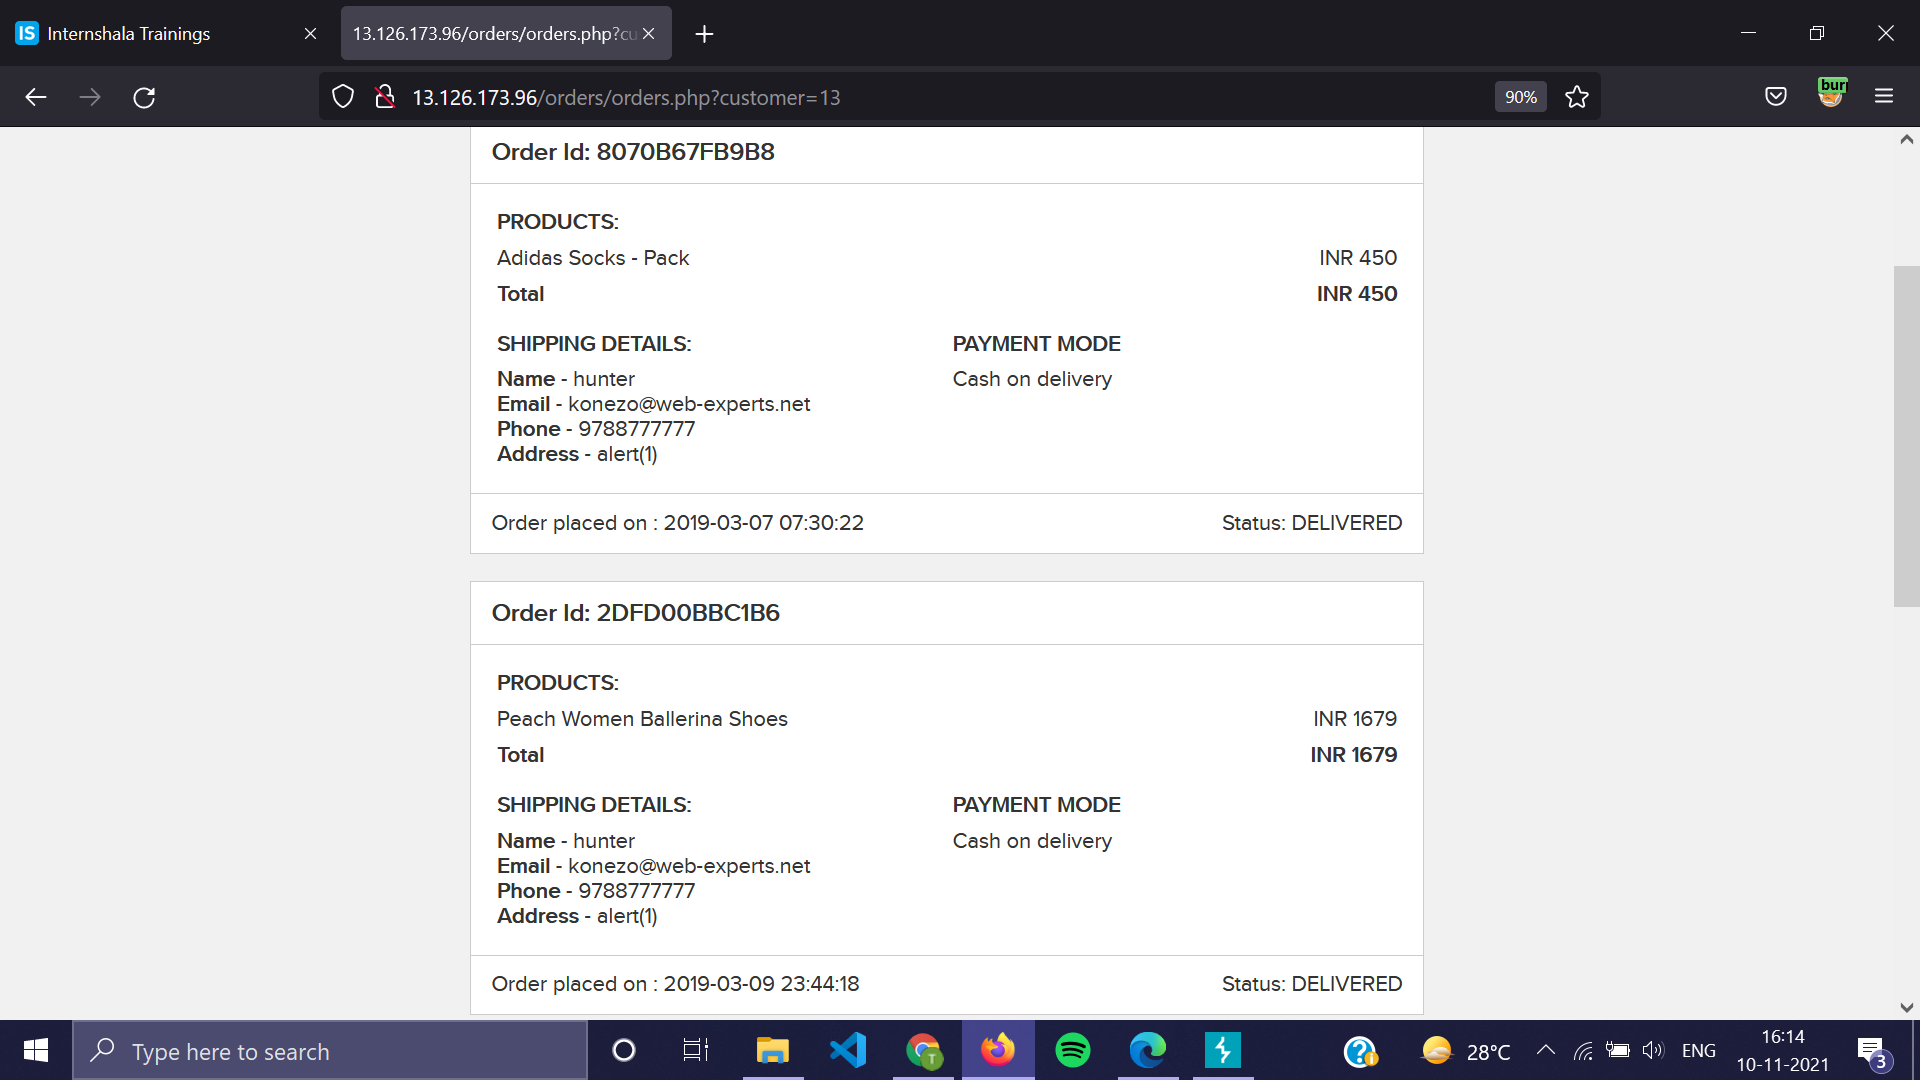 IS Internshala Trainings
13.126.173.96/orders/orders.php?cu
13.126.173.96/orders/orders.php?customer=13
90%
bur
Order Id: 8070B67FB9B8
PRODUCTS:
Adidas Socks - Pack INR 450
Total INR 450
SHIPPING DETAILS: PAYMENT MODE
Name - hunter Cash on delivery
Email - konezo@web-experts.net
Phone - 9788777777
Address - alert(1)
Order placed on : 2019-03-07 07:30:22 Status: DELIVERED
Order Id: 2DFD00BBC1B6
PRODUCTS:
Peach Women Ballerina Shoes INR 1679
Total INR 1679
SHIPPING DETAILS: PAYMENT MODE
Name - hunter Cash on delivery
Email - konezo@web-experts.net
Phone - 9788777777
Address - alert(1)
Order placed on : 2019-03-09 23:44:18 Status: DELIVERED
Type here to search
T
28°C
ENG
16:14
10-11-2021
3